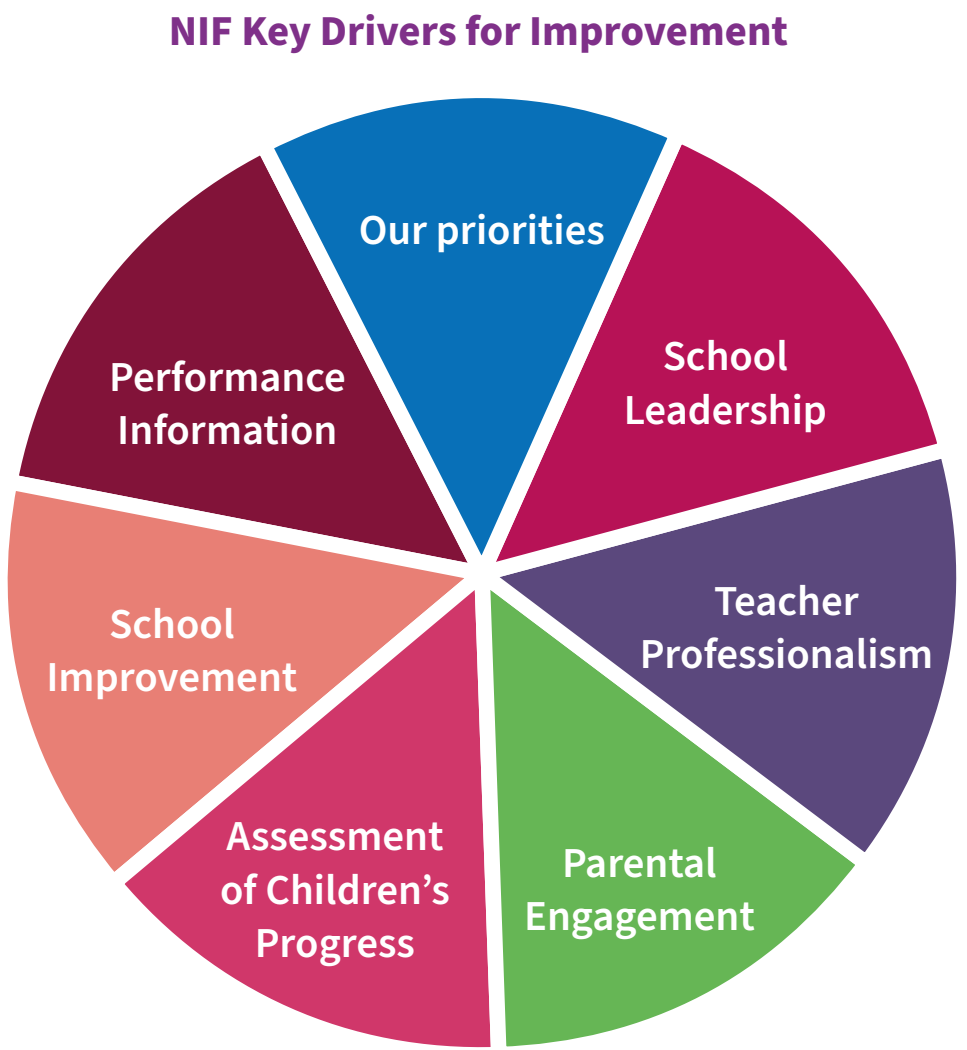 NIF Key Drivers for Improvement
Our priorities
School
Leadership
Teacher
Professionalism
Parental
Engagement
Assessment
of Children’s
Progress
School
Improvement
Performance
Information